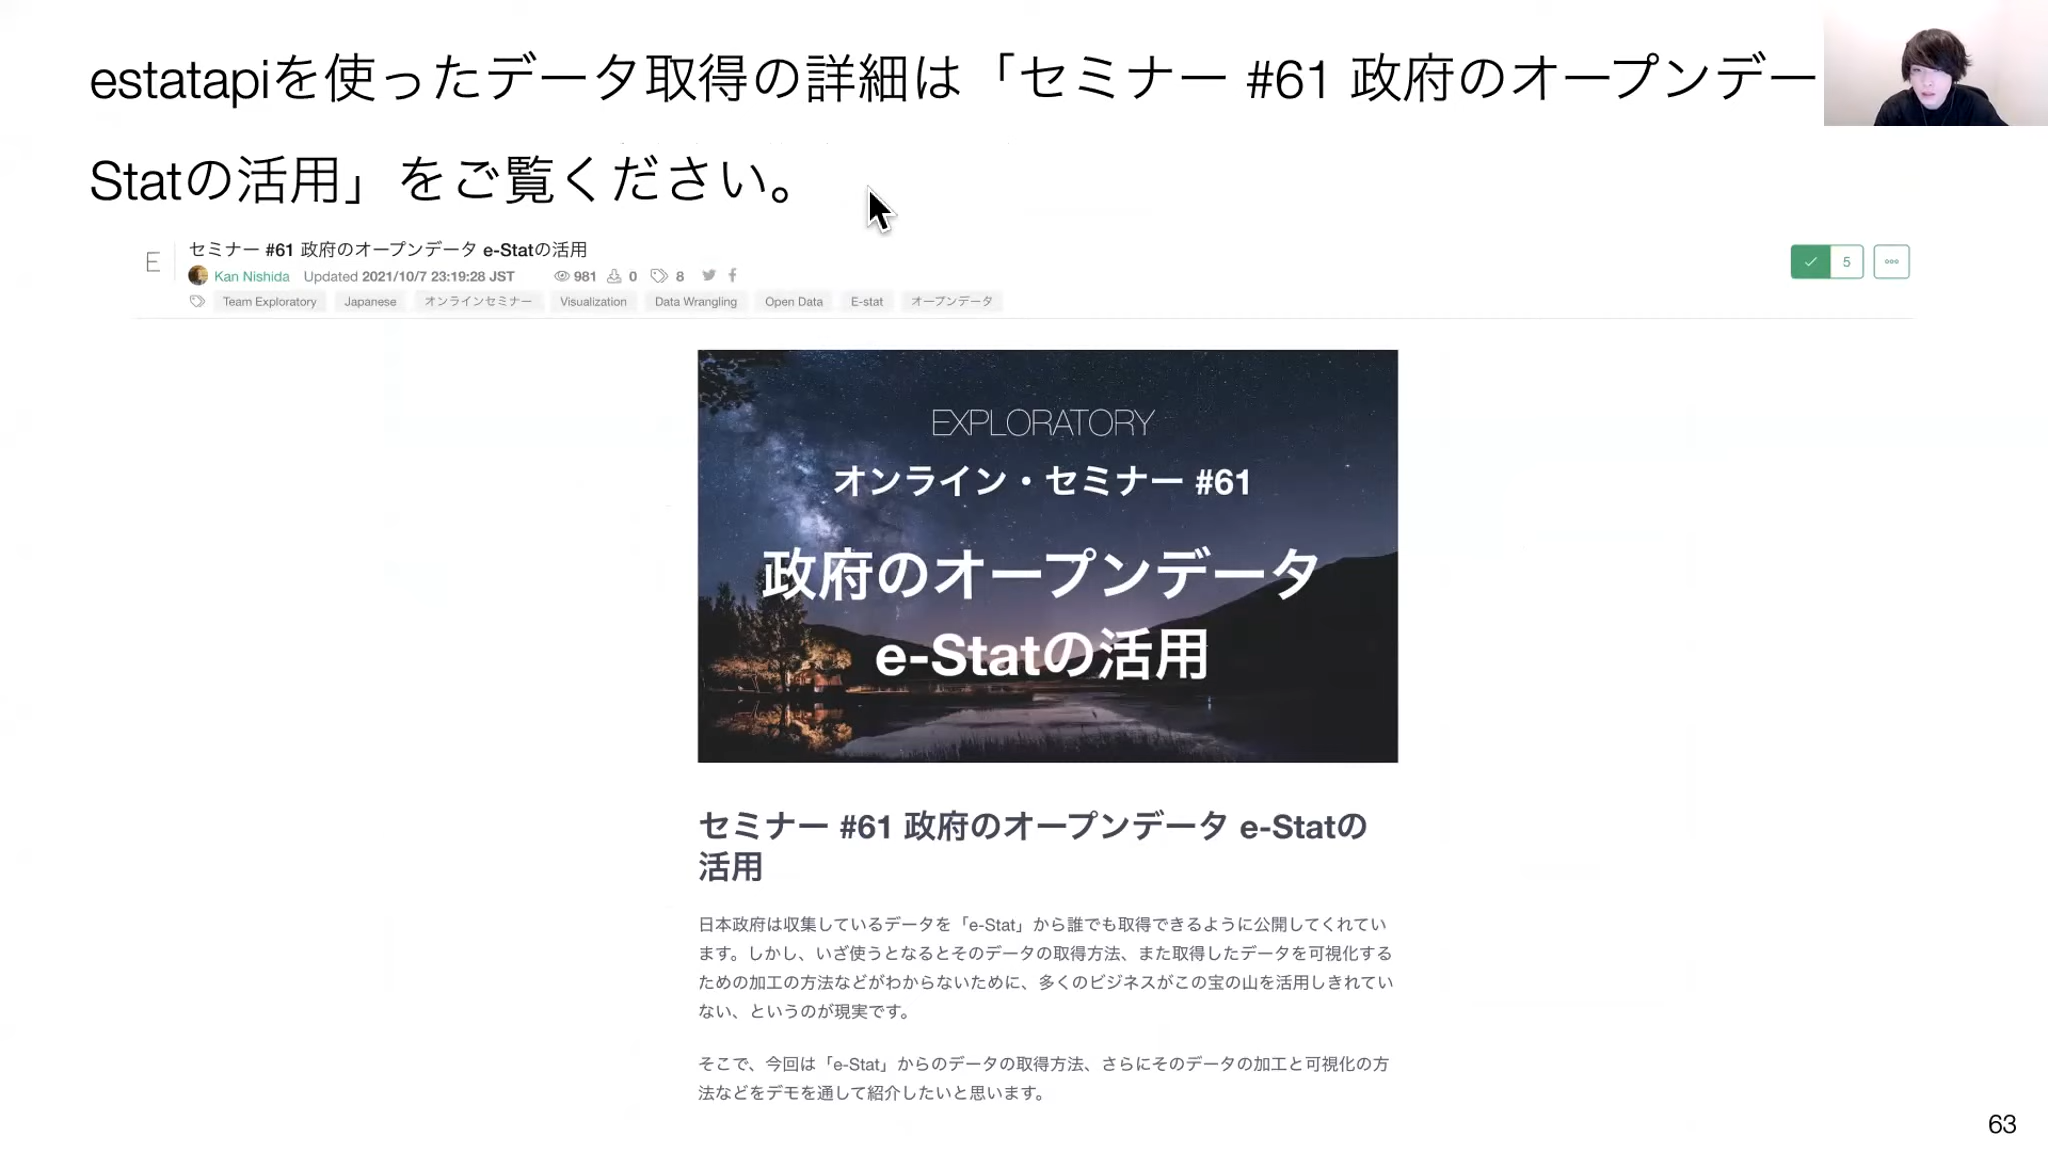 estatapiを使ったデータ取得の詳細は「セミナー #61 政府のオープンデー
Statの活用」をご覧ください。
E
セミナー #61 政府のオープンデータ e-Statの活用
Kan Nishida Updated 2021/10/7 23:19:28 JST 981 0 8
5
Team Exploratory Japanese オンラインセミナー Visualization Data Wrangling Open Data E-stat オープンデータ
EXPLORATORY
オンライン・セミナー #61
政府のオープンデータ
e-Statの活用
セミナー #61 政府のオープンデータ e-Statの
活用
日本政府は収集しているデータを「e-Stat」から誰でも取得できるように公開してくれてい
ます。しかし、いざ使うとなるとそのデータの取得方法、また取得したデータを可視化する
ための加工の方法などがわからないために、多くのビジネスがこの宝の山を活用しきれてい
ない、というのが現実です。
そこで、今回は「e-Stat」からのデータの取得方法、さらにそのデータの加工と可視化の方
法などをデモを通して紹介したいと思います。
63